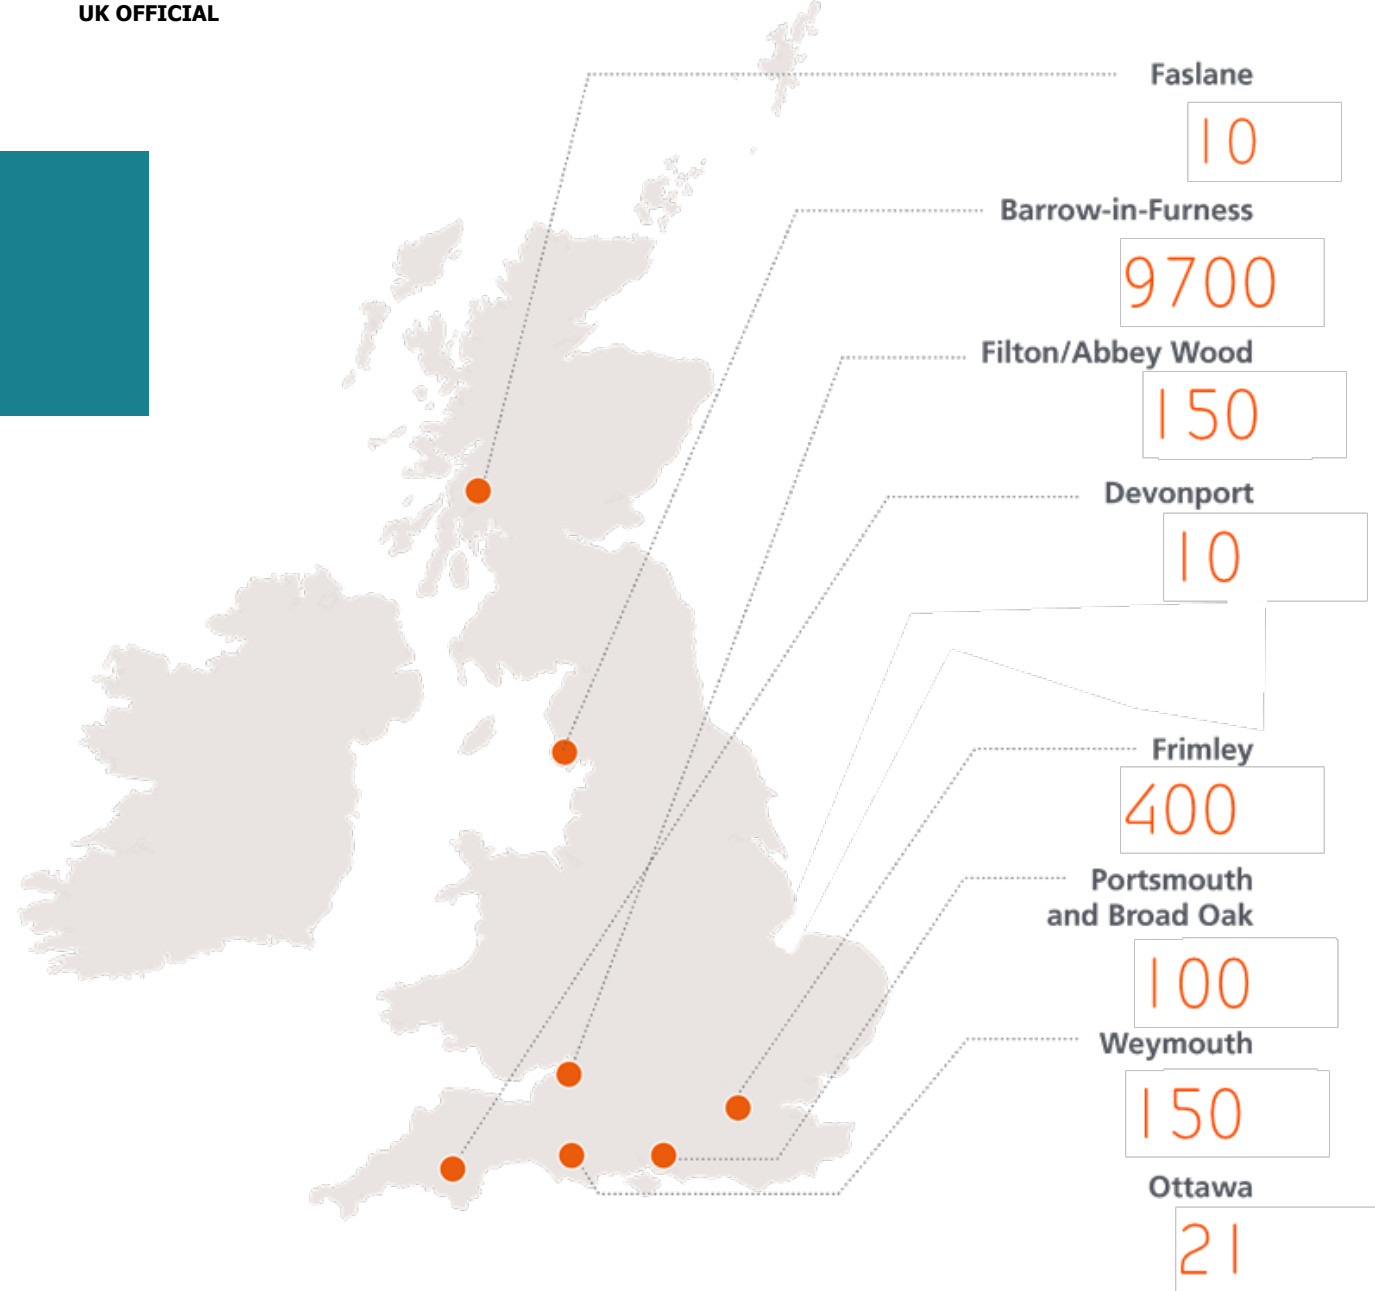 UK OFFICIAL
Faslane
10
Barrow-in-Furness
9700
Filton/Abbey Wood
150
Devonport
10
Frimley
400
Portsmouth
and Broad Oak
100
Weymouth
150
Ottawa
21